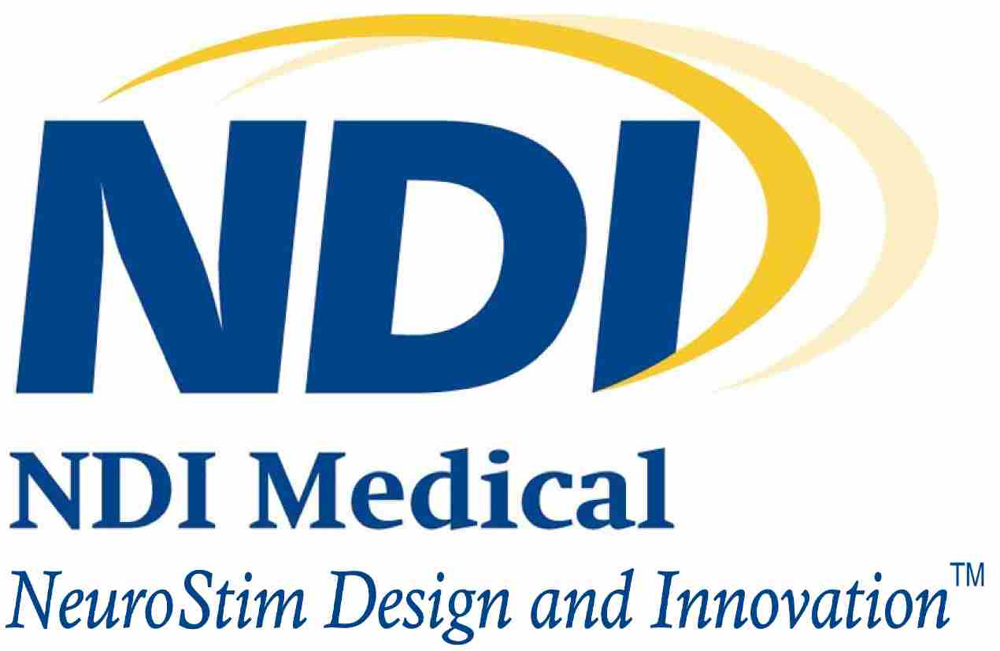 NDI
NDI Medical
NeuroStim Design and Innovation™